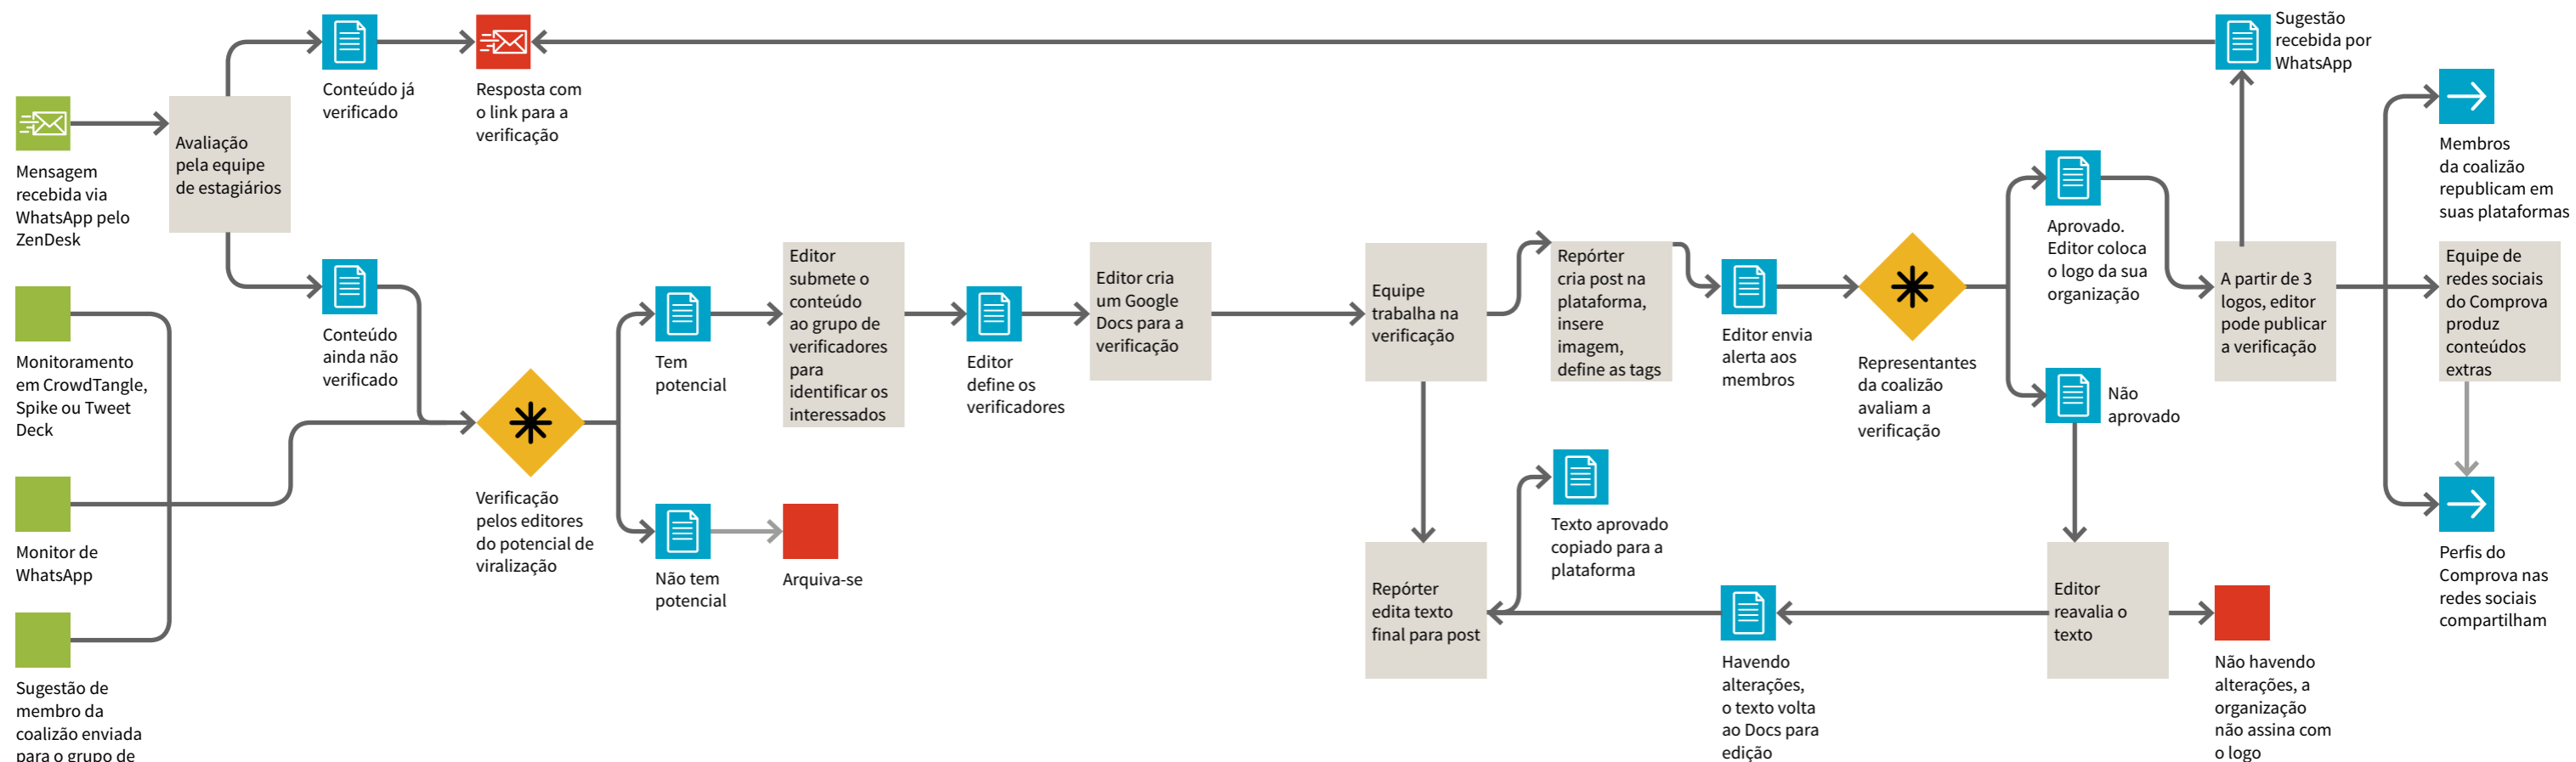 Mensagem
recebida via
WhatsApp pelo
ZenDesk
Avaliação
pela equipe
de estagiários
Conteúdo já
verificado
Resposta com
o link para a
verificação
Conteúdo
ainda não
verificado
Monitoramento
em CrowdTangle,
Spike ou Tweet
Deck
Monitor de
WhatsApp
Sugestão de
membro da
coalizão enviada
para o grupo de
Verificação
pelos editores
do potencial de
viralização
Tem
potencial
Não tem
potencial
Arquiva-se
Editor
submete o
conteúdo
ao grupo de
verificadores
para
identificar os
interessados
Editor
define os
verificadores
Editor cria
um Google
Docs para a
verificação
Equipe
trabalha na
verificação
Repórter
edita texto
final para post
Texto aprovado
copiado para a
plataforma
Repórter
cria post na
plataforma,
insere
imagem,
define as tags
Editor envia
alerta aos
membros
Representantes
da coalizão
avaliam a
verificação
Aprovado.
Editor coloca
o logo da sua
organização
Não
aprovado
Editor
reavalia o
texto
Havendo
alterações,
o texto volta
ao Docs para
edição
Não havendo
alterações, a
organização
não assina com
o logo
A partir de 3
logos, editor
pode publicar
a verificação
Sugestão
recebida por
WhatsApp
Membros
da coalizão
republicam em
suas plataformas
Equipe de
redes sociais
do Comprova
produz
conteúdos
extras
Perfis do
Comprova nas
redes sociais
compartilham